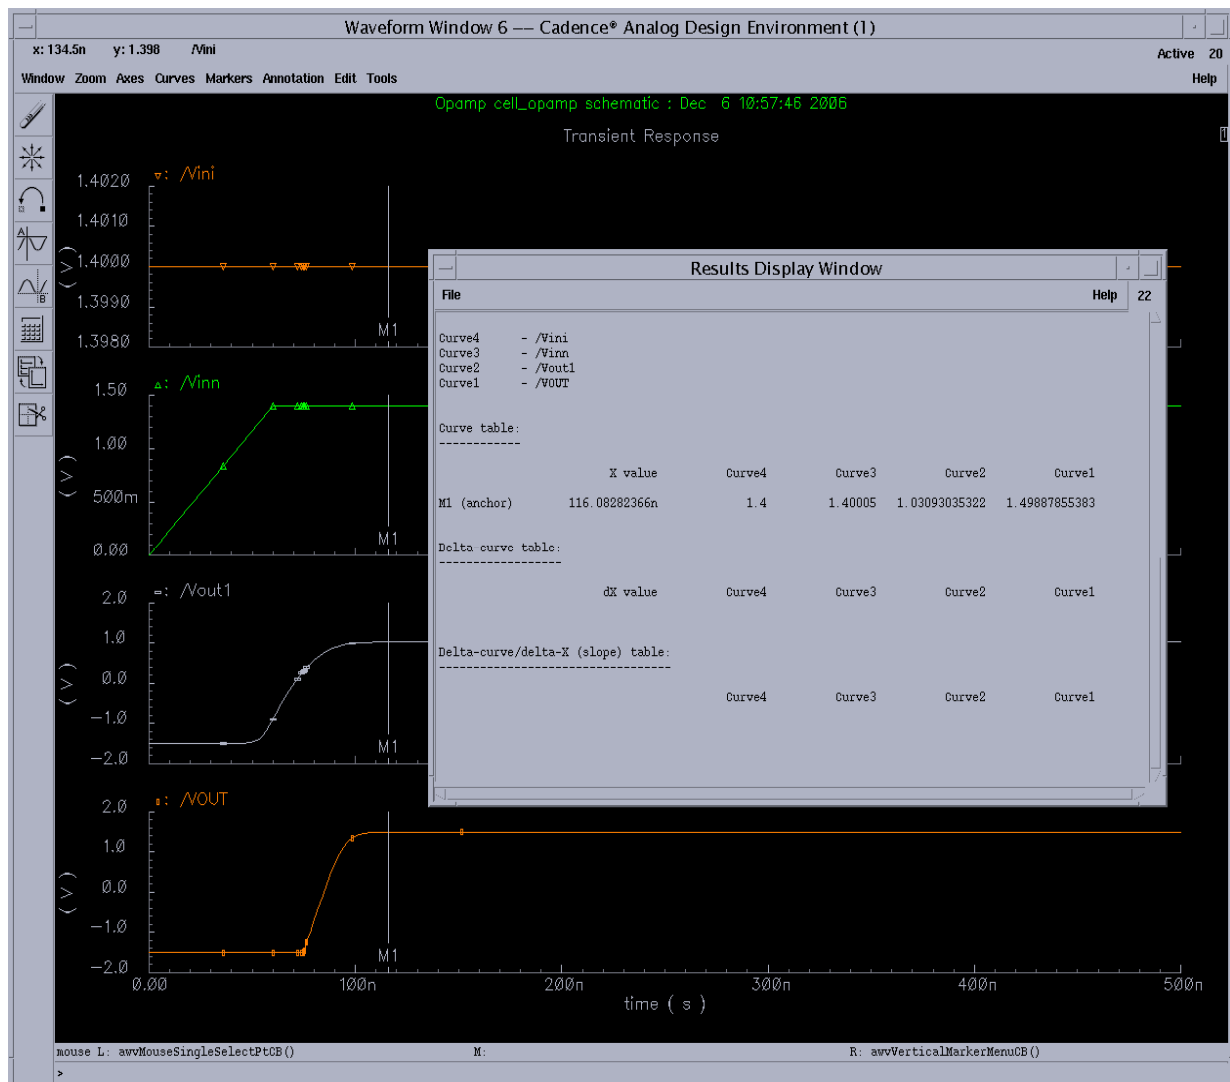 Waveform Window 6 —— Cadence® Analog Design Environment (1)
x: 134.5n y: 1.398 /Vini
Active 20
Window Zoom Axes Curves Markers Annotation Edit Tools Help
Opamp cell_opamp schematic : Dec 6 10:57:46 2006
Transient Response
1
A
B
▽: /Vini
1.4020
1.4010
1.4000
1.3990
1.3980
( V )
M1
△: /Vinn
1.50
1.00
500m
0.00
( V )
M1
▭: /Vout1
2.0
1.0
0.0
−1.0
−2.0
( V )
M1
▯: /VOUT
2.0
1.0
0.0
−1.0
−2.0
( V )
M1
0.00 100n 200n 300n 400n 500n
time ( s )
Results Display Window
File Help 22
Curve4 - /Vini
Curve3 - /Vinn
Curve2 - /Vout1
Curve1 - /VOUT
Curve table:
------------
X value Curve4 Curve3 Curve2 Curve1
M1 (anchor) 116.08282366n 1.4 1.40005 1.03093035322 1.49887855383
Delta curve table:
------------------
dX value Curve4 Curve3 Curve2 Curve1
Delta-curve/delta-X (slope) table:
----------------------------------
Curve4 Curve3 Curve2 Curve1
mouse L: awvMouseSingleSelectPtCB() M: R: awvVerticalMarkerMenuCB()
>